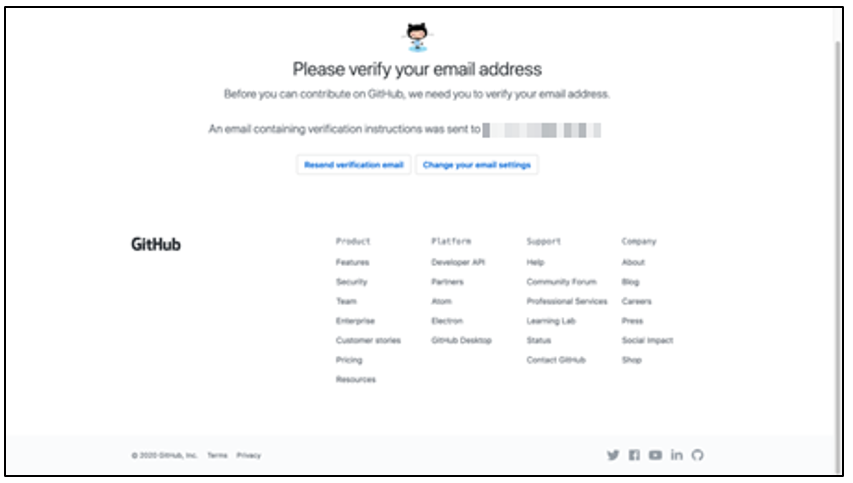 Please verify your email address
Before you can contribute on GitHub, we need you to verify your email address.
An email containing verification instructions was sent to
Resend verification email
Change your email settings
GitHub
Product
Features
Security
Team
Enterprise
Customer stories
Pricing
Resources
Platform
Developer API
Partners
Atom
Electron
GitHub Desktop
Support
Help
Community Forum
Professional Services
Learning Lab
Status
Contact GitHub
Company
About
Blog
Careers
Press
Social Impact
Shop
© 2020 GitHub, Inc. Terms Privacy